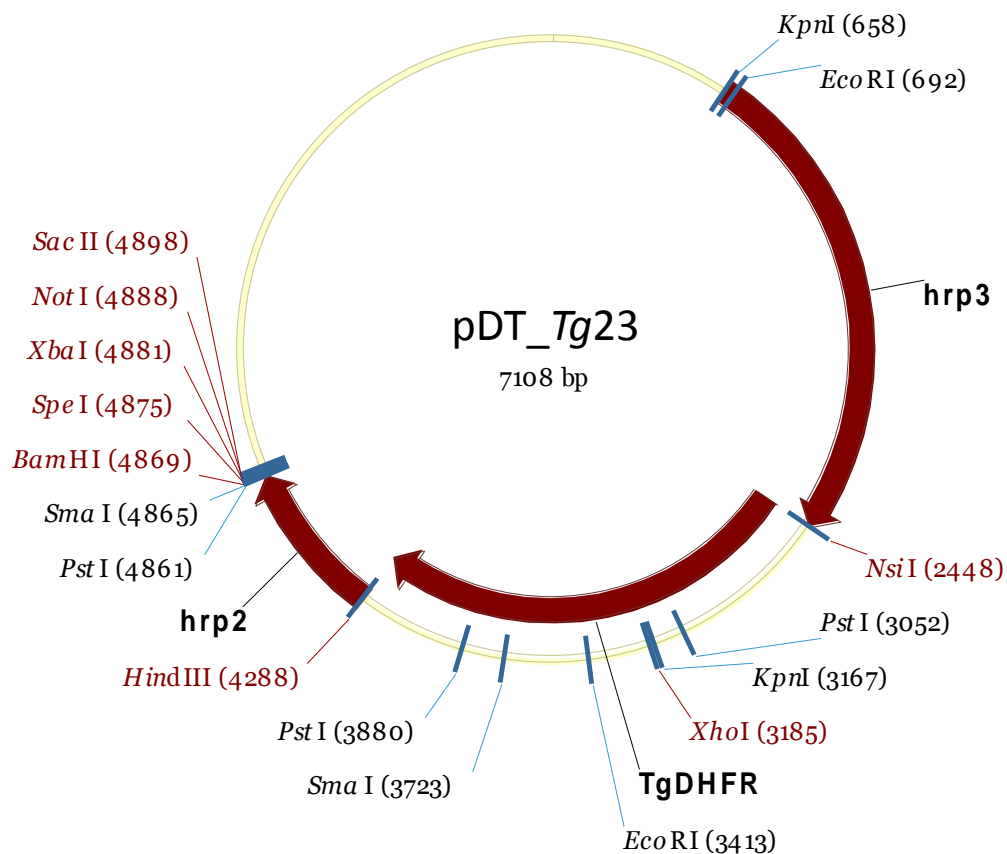 KpnI (658)
EcoRI (692)
hrp3
SacII (4898)
NotI (4888)
XbaI (4881)
SpeI (4875)
BamHI (4869)
SmaI (4865)
PstI (4861)
pDT_Tg23
7108 bp
hrp2
NsiI (2448)
PstI (3052)
KpnI (3167)
XhoI (3185)
HindIII (4288)
PstI (3880)
SmaI (3723)
TgDHFR
EcoRI (3413)